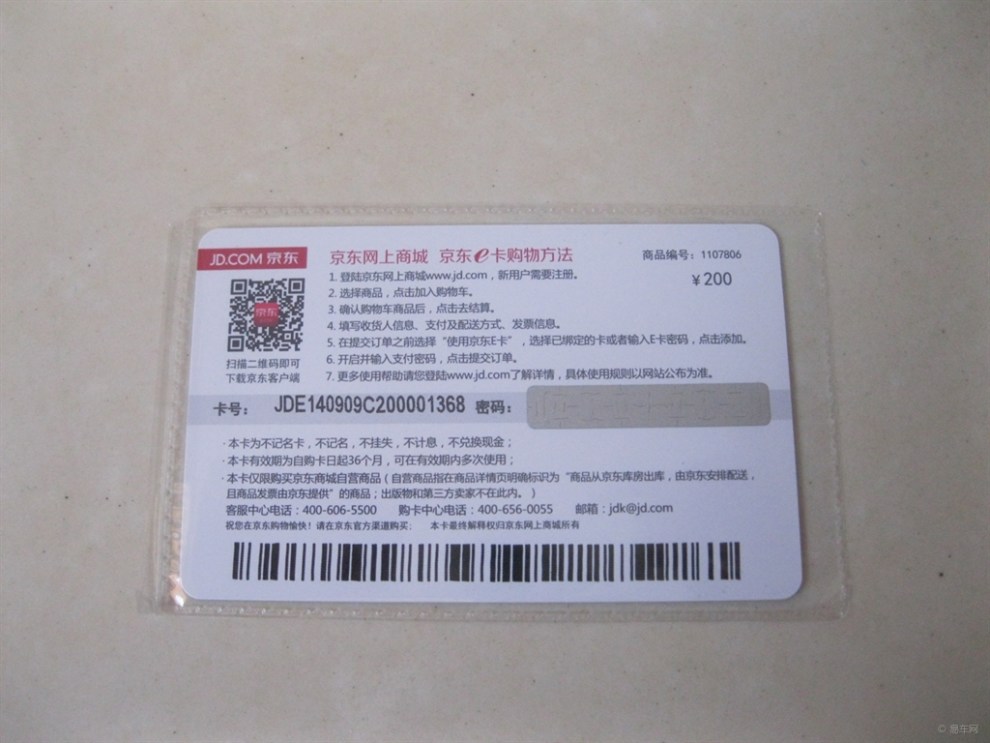 JD.COM 京东
京东网上商城 京东e卡购物方法
商品编号：1107806
¥200
1. 登陆京东网上商城www.jd.com，新用户需要注册。
2. 选择商品，点击加入购物车。
3. 确认购物车商品后，点击去结算。
4. 填写收货人信息、支付及配送方式、发票信息。
5. 在提交订单之前选择“使用京东E卡”，选择已绑定的卡或者输入E卡密码，点击添加。
6. 开启并输入支付密码，点击提交订单。
7. 更多使用帮助请您登陆www.jd.com了解详情，具体使用规则以网站公布为准。
京东
扫描二维码即可
下载京东客户端
卡号： JDE140909C200001368 密码：
·本卡为不记名卡，不记名，不挂失，不计息，不兑换现金；
·本卡有效期为自购卡日起36个月，可在有效期内多次使用；
·本卡仅限购买京东商城自营商品（自营商品指在商品详情页明确标识为“商品从京东库房出库，由京东安排配送，
且商品发票由京东提供”的商品；出版物和第三方卖家不在此内。）
客服中心电话：400-606-5500 购卡中心电话：400-656-0055 邮箱：jdk@jd.com
祝您在京东购物愉快！请在京东官方渠道购买； 本卡最终解释权归京东网上商城所有
© 易车网